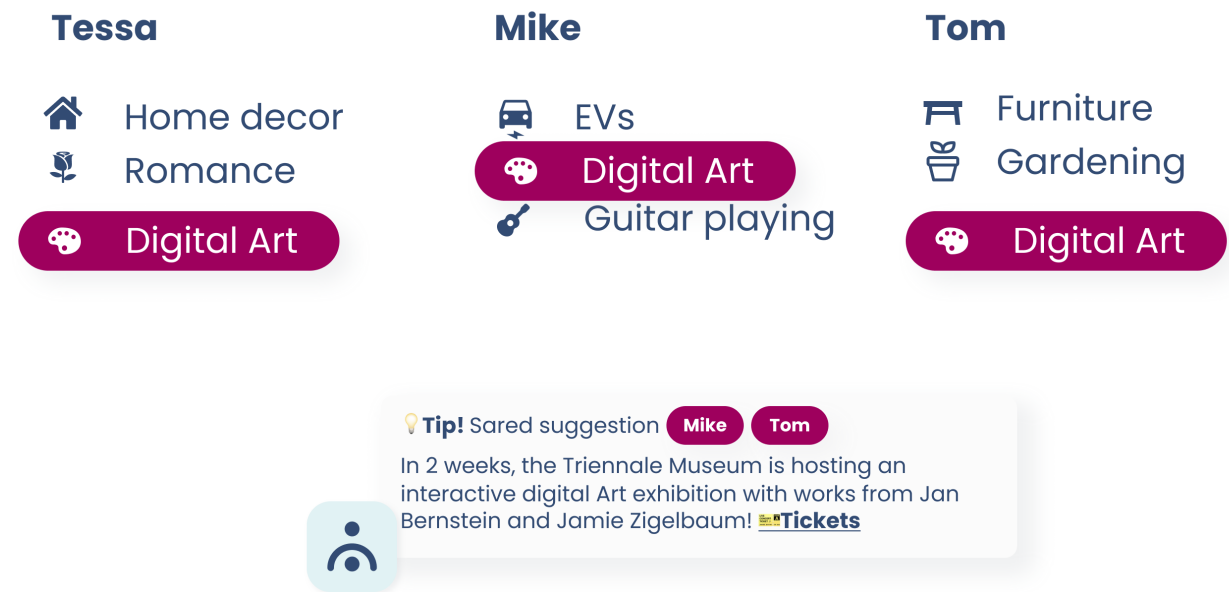 Tessa
Mike
Tom
Home decor
Romance
Digital Art
EVs
Digital Art
Guitar playing
Furniture
Gardening
Digital Art
Tip! Sared suggestion Mike Tom
In 2 weeks, the Triennale Museum is hosting an
interactive digital Art exhibition with works from Jan
Bernstein and Jamie Zigelbaum! Tickets